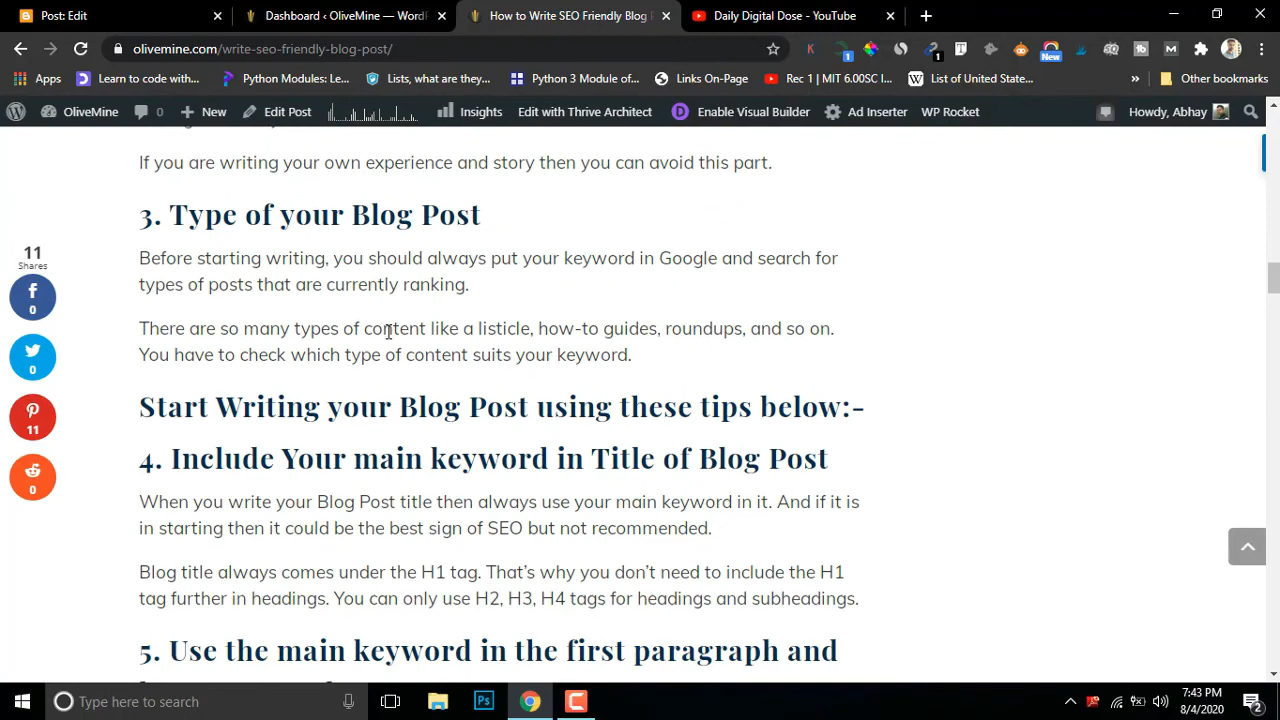 Post: Edit
Dashboard ‹ OliveMine — WordP
How to Write SEO Friendly Blog P
Daily Digital Dose - YouTube
olivemine.com/write-seo-friendly-blog-post/
1
1
New
Apps
Learn to code with...
Python Modules: Le...
Lists, what are they...
Python 3 Module of...
Links On-Page
Rec 1 | MIT 6.00SC I...
List of United State...
»
Other bookmarks
OliveMine
0
New
Edit Post
Insights
Edit with Thrive Architect
Enable Visual Builder
Ad Inserter
WP Rocket
Howdy, Abhay
If you are writing your own experience and story then you can avoid this part.
3. Type of your Blog Post
Before starting writing, you should always put your keyword in Google and search for
types of posts that are currently ranking.
There are so many types of content like a listicle, how-to guides, roundups, and so on.
You have to check which type of content suits your keyword.
Start Writing your Blog Post using these tips below:-
4. Include Your main keyword in Title of Blog Post
When you write your Blog Post title then always use your main keyword in it. And if it is
in starting then it could be the best sign of SEO but not recommended.
Blog title always comes under the H1 tag. That's why you don't need to include the H1
tag further in headings. You can only use H2, H3, H4 tags for headings and subheadings.
5. Use the main keyword in the first paragraph and
11
Shares
0
0
11
0
Type here to search
Ps
7:43 PM
8/4/2020
2